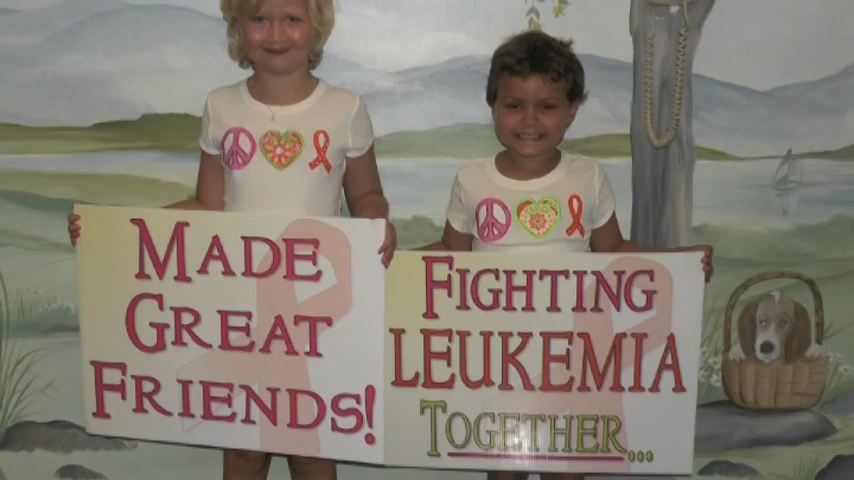 Made
Great
Friends!
Fighting
Leukemia
Together...